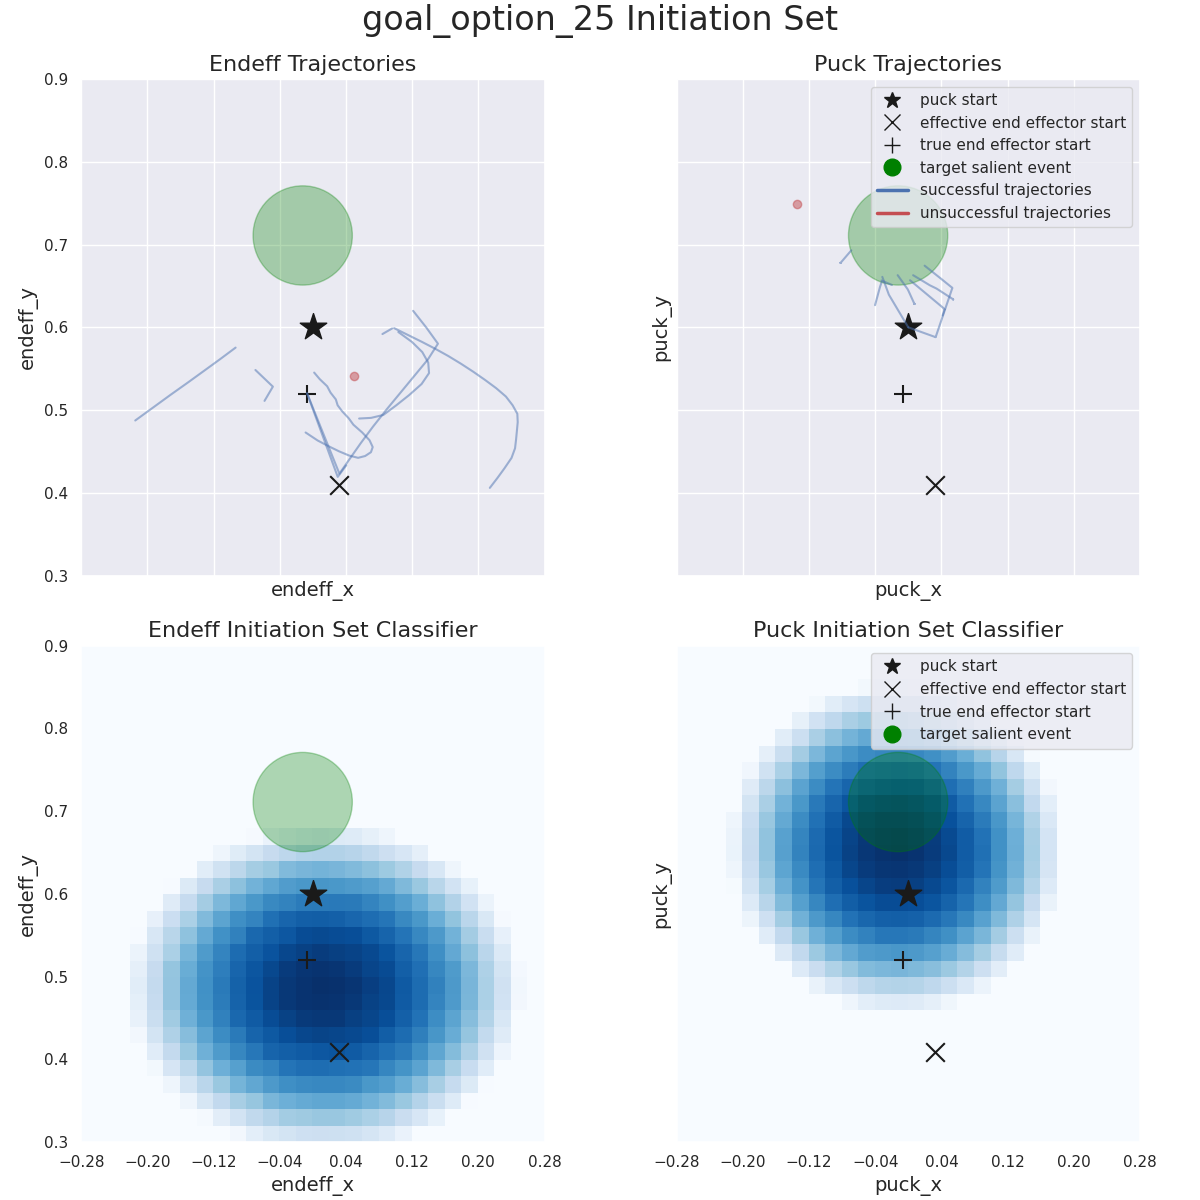 goal_option_25 Initiation Set
Endeff Trajectories
0.9
0.8
0.7
0.6
0.5
0.4
0.3
endeff_y
endeff_x
Puck Trajectories
puck start
effective end effector start
true end effector start
target salient event
successful trajectories
unsuccessful trajectories
puck_y
puck_x
Endeff Initiation Set Classifier
0.9
0.8
0.7
0.6
0.5
0.4
0.3
endeff_y
−0.28 −0.20 −0.12 −0.04 0.04 0.12 0.20 0.28
endeff_x
Puck Initiation Set Classifier
puck start
effective end effector start
true end effector start
target salient event
puck_y
−0.28 −0.20 −0.12 −0.04 0.04 0.12 0.20 0.28
puck_x